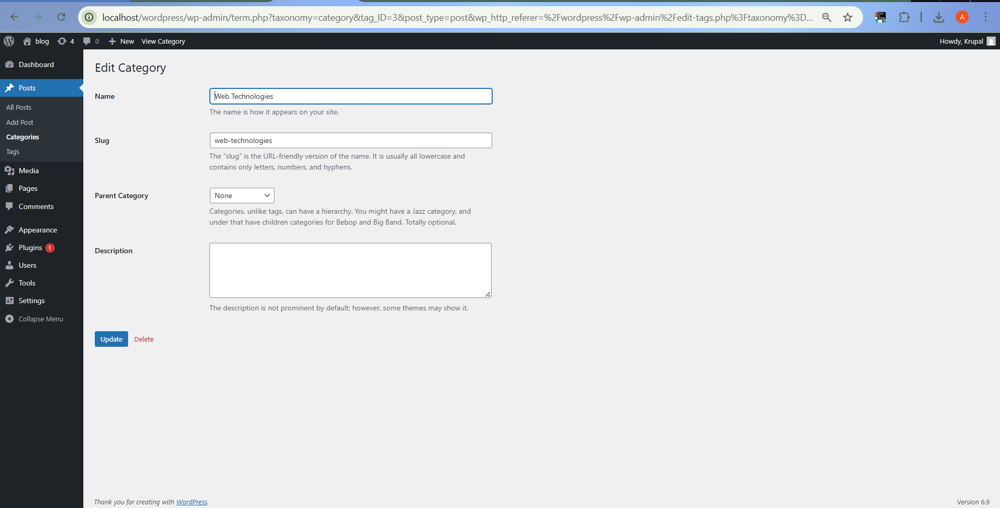 localhost/wordpress/wp-admin/term.php?taxonomy=category&tag_ID=3&post_type=post&wp_http_referer=%2Fwordpress%2Fwp-admin%2Fedit-tags.php%3Ftaxonomy%3D...
A
blog 4 0 New View Category
Howdy, Krupal
Dashboard
Posts
All Posts
Add Post
Categories
Tags
Media
Pages
Comments
Appearance
Plugins 1
Users
Tools
Settings
Collapse Menu
Edit Category
Name
Web Technologies
The name is how it appears on your site.
Slug
web-technologies
The “slug” is the URL-friendly version of the name. It is usually all lowercase and
contains only letters, numbers, and hyphens.
Parent Category
None
Categories, unlike tags, can have a hierarchy. You might have a Jazz category, and
under that have children categories for Bebop and Big Band. Totally optional.
Description
The description is not prominent by default; however, some themes may show it.
Update Delete
Thank you for creating with WordPress.
Version 6.9